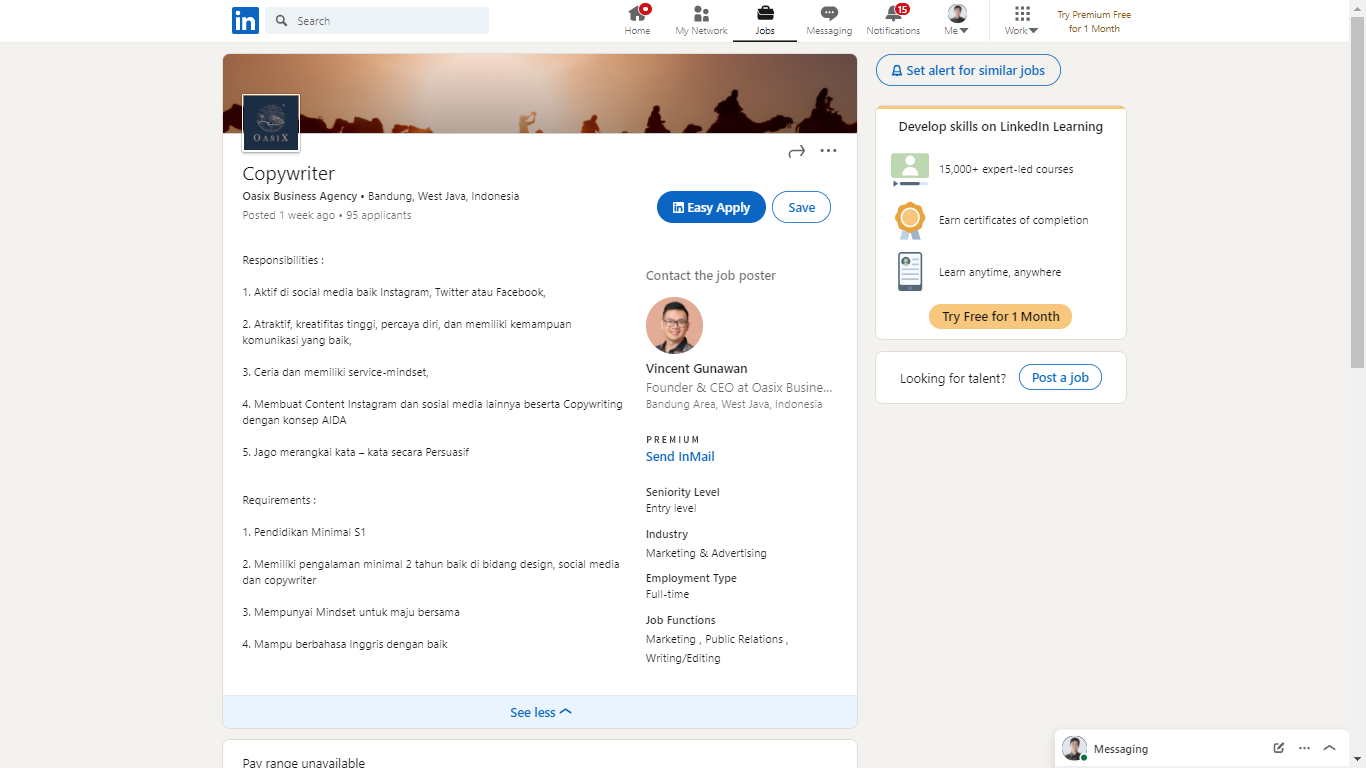 in
Search
Home
My Network
Jobs
Messaging
15
Notifications
Me
Work
Try Premium Free
for 1 Month
OASIX
Copywriter
Oasix Business Agency • Bandung, West Java, Indonesia
Posted 1 week ago • 95 applicants
in Easy Apply
Save
Responsibilities :
1. Aktif di social media baik Instagram, Twitter atau Facebook,
2. Atraktif, kreatifitas tinggi, percaya diri, dan memiliki kemampuan
komunikasi yang baik,
3. Ceria dan memiliki service-mindset,
4. Membuat Content Instagram dan sosial media lainnya beserta Copywriting
dengan konsep AIDA
5. Jago merangkai kata – kata secara Persuasif
Requirements :
1. Pendidikan Minimal S1
2. Memiliki pengalaman minimal 2 tahun baik di bidang design, social media
dan copywriter
3. Mempunyai Mindset untuk maju bersama
4. Mampu berbahasa Inggris dengan baik
Contact the job poster
Vincent Gunawan
Founder & CEO at Oasix Busine...
Bandung Area, West Java, Indonesia
PREMIUM
Send InMail
Seniority Level
Entry level
Industry
Marketing & Advertising
Employment Type
Full-time
Job Functions
Marketing , Public Relations ,
Writing/Editing
See less
Pay range unavailable
Set alert for similar jobs
Develop skills on LinkedIn Learning
15,000+ expert-led courses
Earn certificates of completion
Learn anytime, anywhere
Try Free for 1 Month
Looking for talent?
Post a job
Messaging